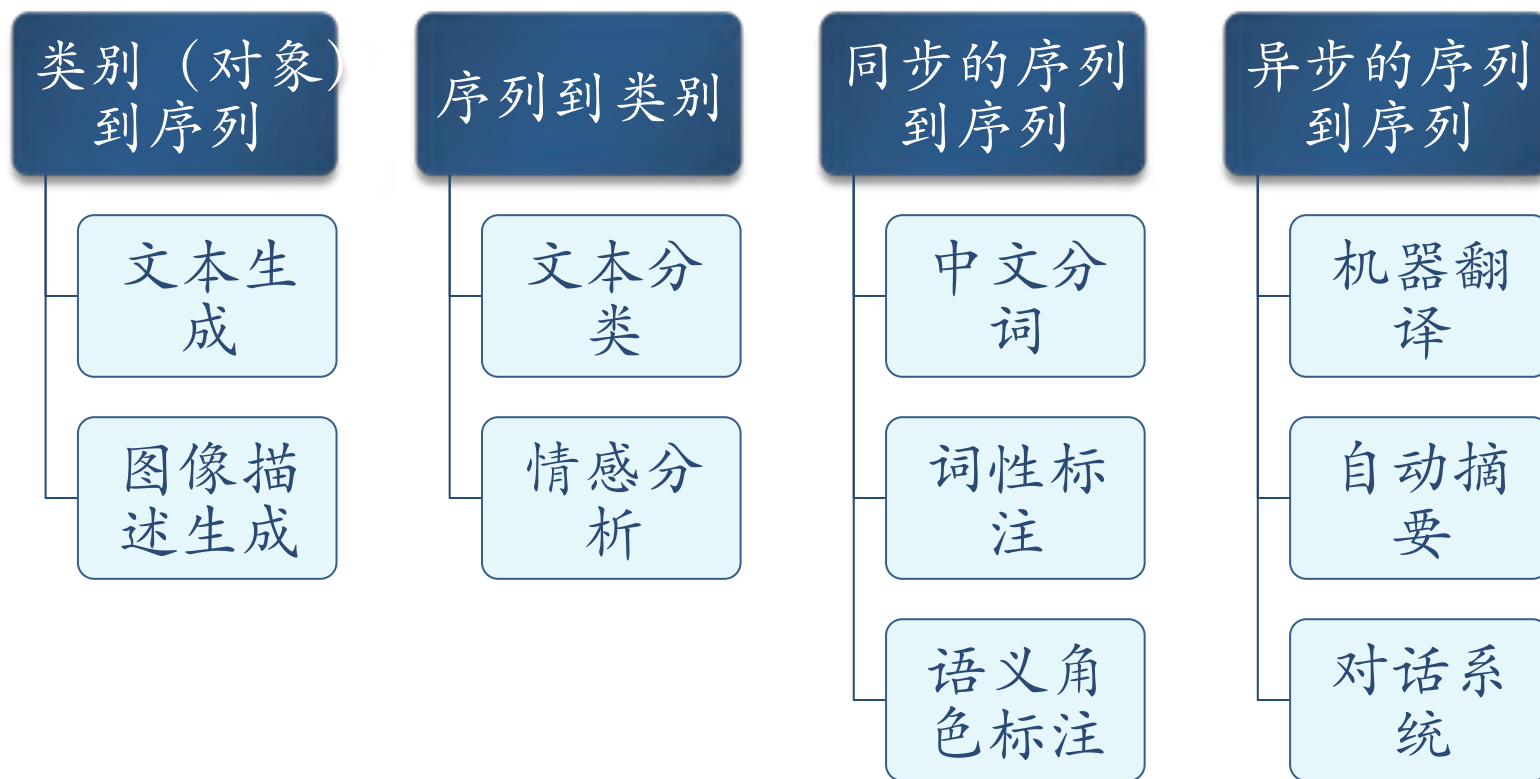 类别（对象）
到序列
文本生
成
图像描
述生成
序列到类别
文本分
类
情感分
析
同步的序列
到序列
中文分
词
词性标
注
语义角
色标注
异步的序列
到序列
机器翻
译
自动摘
要
对话系
统